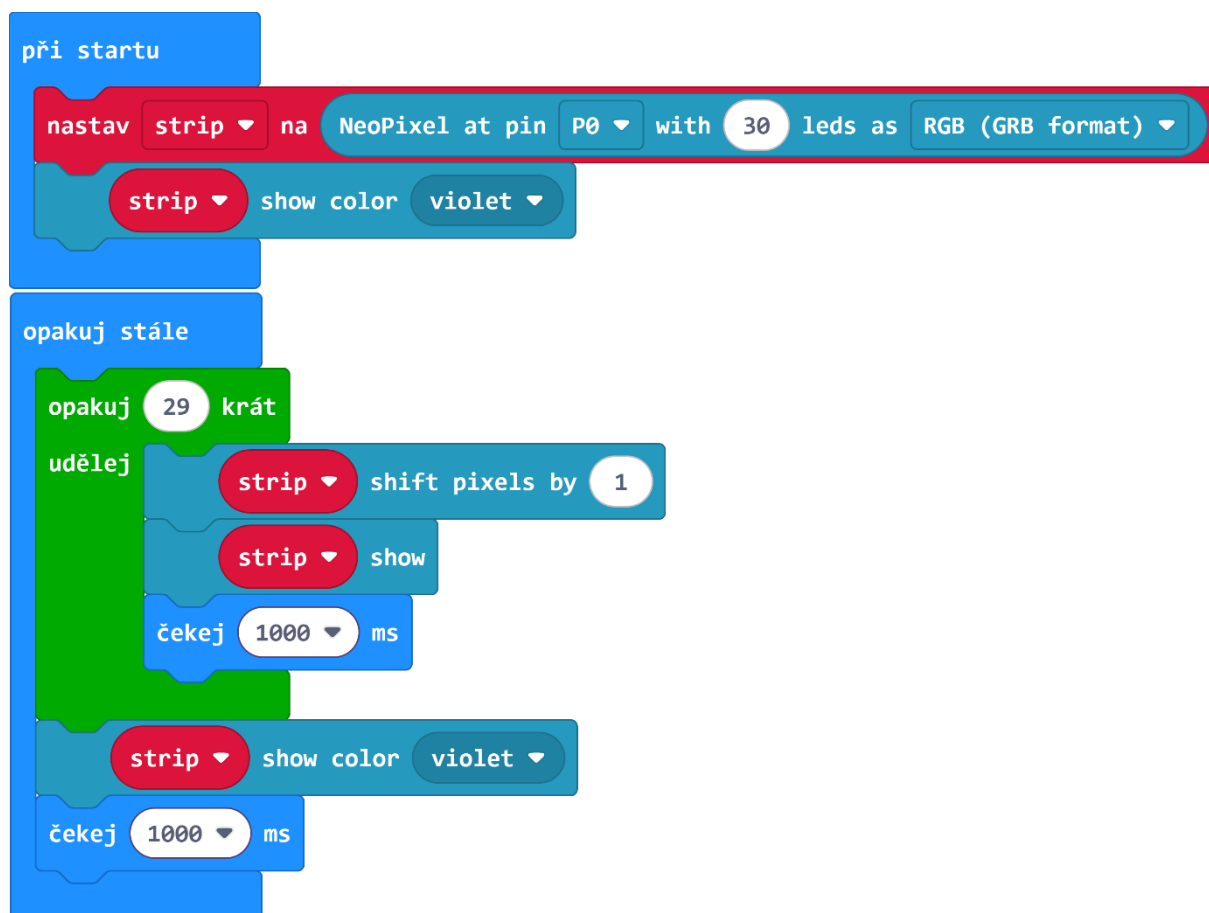 při startu
nastav strip na NeoPixel at pin P0 with 30 leds as RGB (GRB format)
strip show color violet
opakuj stále
opakuj 29 krát
udělej
strip shift pixels by 1
strip show
čekej 1000 ms
strip show color violet
čekej 1000 ms